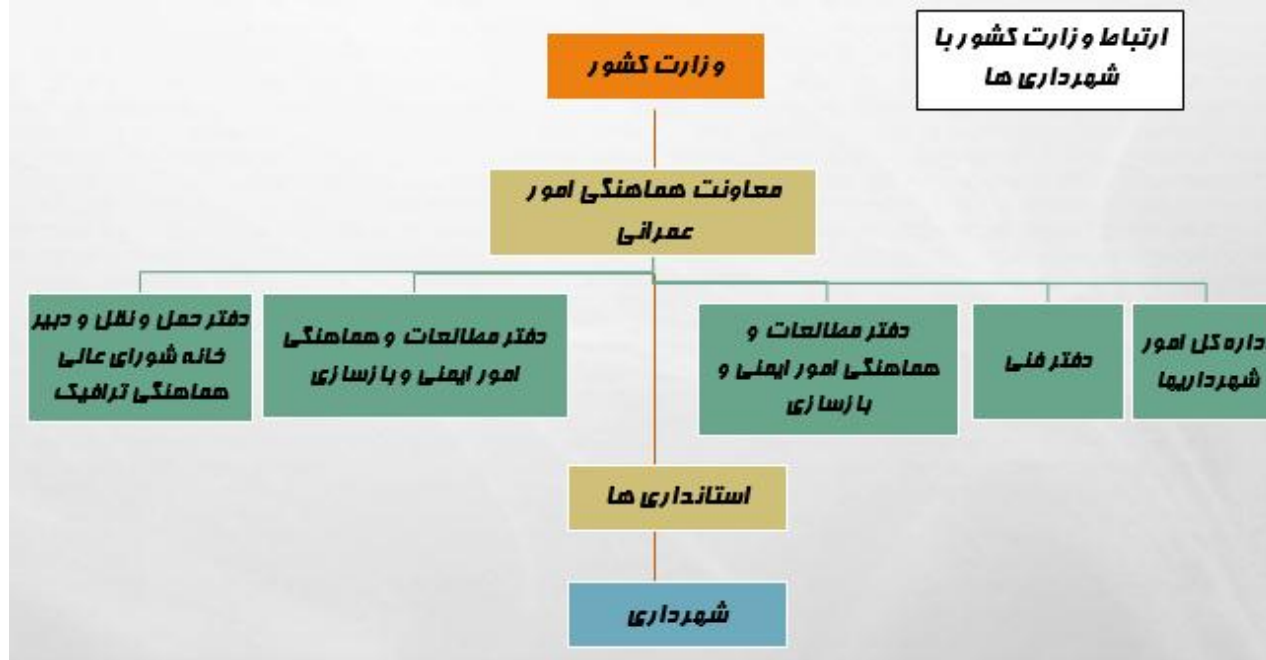 ارتباط وزارت کشور با
شهرداری ها
وزارت کشور
معاونت هماهنگی امور
عمرانی
داره کل امور
شهرداریها
دفتر فنی
دفتر مطالعات و
هماهنگی امور ایمنی و
بازسازی
دفتر مطالعات و هماهنگی
امور ایمنی و بازسازی
دفتر حمل و نقل و دبیر
خانه شورای عالی
هماهنگی ترافیک
استانداری ها
شهرداری